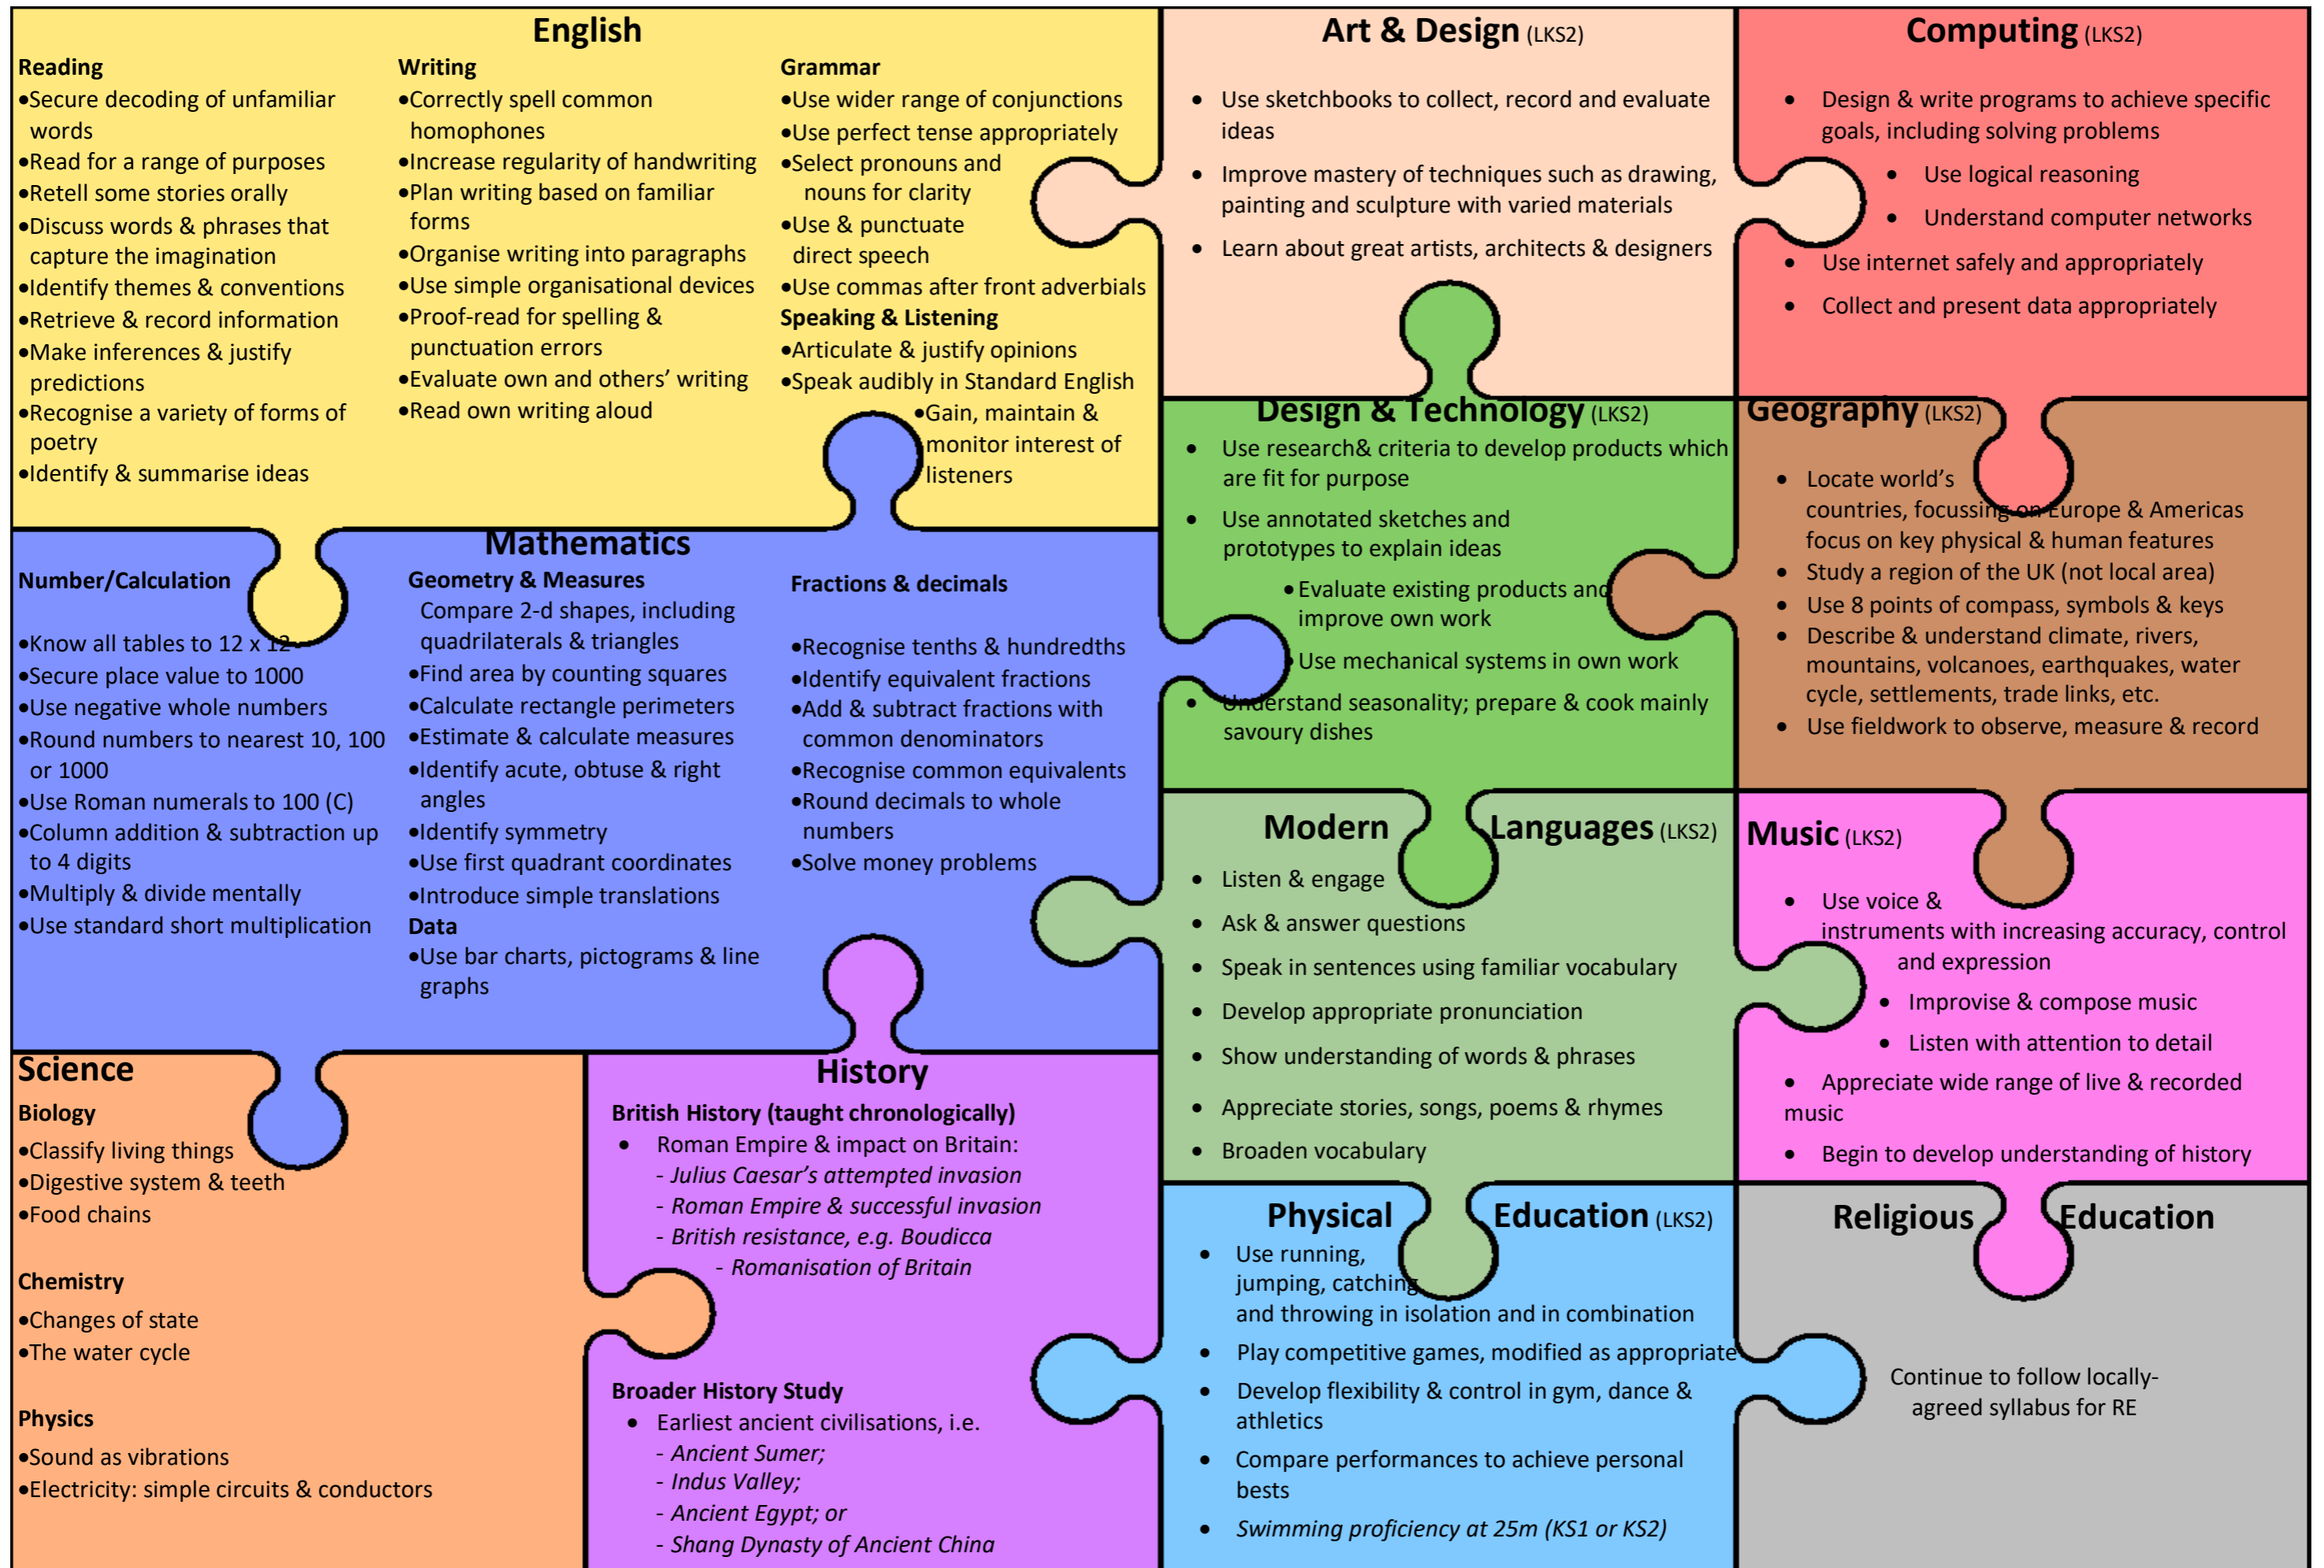 English
Reading
•Secure decoding of unfamiliar
words
•Read for a range of purposes
•Retell some stories orally
•Discuss words & phrases that
capture the imagination
•Identify themes & conventions
•Retrieve & record information
•Make inferences & justify
predictions
•Recognise a variety of forms of
poetry
•Identify & summarise ideas
Writing
•Correctly spell common
homophones
•Increase regularity of handwriting
•Plan writing based on familiar
forms
•Organise writing into paragraphs
•Use simple organisational devices
•Proof-read for spelling &
punctuation errors
•Evaluate own and others’ writing
•Read own writing aloud
Grammar
•Use wider range of conjunctions
•Use perfect tense appropriately
•Select pronouns and
nouns for clarity
•Use & punctuate
direct speech
•Use commas after front adverbials
Speaking & Listening
•Articulate & justify opinions
•Speak audibly in Standard English
•Gain, maintain &
monitor interest of
listeners
Art & Design (LKS2)
• Use sketchbooks to collect, record and evaluate
ideas
• Improve mastery of techniques such as drawing,
painting and sculpture with varied materials
• Learn about great artists, architects & designers
Computing (LKS2)
• Design & write programs to achieve specific
goals, including solving problems
• Use logical reasoning
• Understand computer networks
• Use internet safely and appropriately
• Collect and present data appropriately
Design & Technology (LKS2)
• Use research& criteria to develop products which
are fit for purpose
• Use annotated sketches and
prototypes to explain ideas
•Evaluate existing products and
improve own work
•Use mechanical systems in own work
• Understand seasonality; prepare & cook mainly
savoury dishes
Geography (LKS2)
• Locate world’s
countries, focussing on Europe & Americas
focus on key physical & human features
• Study a region of the UK (not local area)
• Use 8 points of compass, symbols & keys
• Describe & understand climate, rivers,
mountains, volcanoes, earthquakes, water
cycle, settlements, trade links, etc.
• Use fieldwork to observe, measure & record
Mathematics
Number/Calculation
•Know all tables to 12 x 12
•Secure place value to 1000
•Use negative whole numbers
•Round numbers to nearest 10, 100
or 1000
•Use Roman numerals to 100 (C)
•Column addition & subtraction up
to 4 digits
•Multiply & divide mentally
•Use standard short multiplication
Geometry & Measures
Compare 2-d shapes, including
quadrilaterals & triangles
•Find area by counting squares
•Calculate rectangle perimeters
•Estimate & calculate measures
•Identify acute, obtuse & right
angles
•Identify symmetry
•Use first quadrant coordinates
•Introduce simple translations
Data
•Use bar charts, pictograms & line
graphs
Fractions & decimals
•Recognise tenths & hundredths
•Identify equivalent fractions
•Add & subtract fractions with
common denominators
•Recognise common equivalents
•Round decimals to whole
numbers
•Solve money problems
Modern Languages (LKS2)
• Listen & engage
• Ask & answer questions
• Speak in sentences using familiar vocabulary
• Develop appropriate pronunciation
• Show understanding of words & phrases
• Appreciate stories, songs, poems & rhymes
• Broaden vocabulary
Music (LKS2)
• Use voice &
instruments with increasing accuracy, control
and expression
• Improvise & compose music
• Listen with attention to detail
• Appreciate wide range of live & recorded
music
• Begin to develop understanding of history
Science
Biology
•Classify living things
•Digestive system & teeth
•Food chains
Chemistry
•Changes of state
•The water cycle
Physics
•Sound as vibrations
•Electricity: simple circuits & conductors
History
British History (taught chronologically)
• Roman Empire & impact on Britain:
- Julius Caesar’s attempted invasion
- Roman Empire & successful invasion
- British resistance, e.g. Boudicca
- Romanisation of Britain
Broader History Study
• Earliest ancient civilisations, i.e.
- Ancient Sumer;
- Indus Valley;
- Ancient Egypt; or
- Shang Dynasty of Ancient China
Physical Education (LKS2)
• Use running,
jumping, catching
and throwing in isolation and in combination
• Play competitive games, modified as appropriate
• Develop flexibility & control in gym, dance &
athletics
• Compare performances to achieve personal
bests
• Swimming proficiency at 25m (KS1 or KS2)
Religious Education
Continue to follow locally-
agreed syllabus for RE